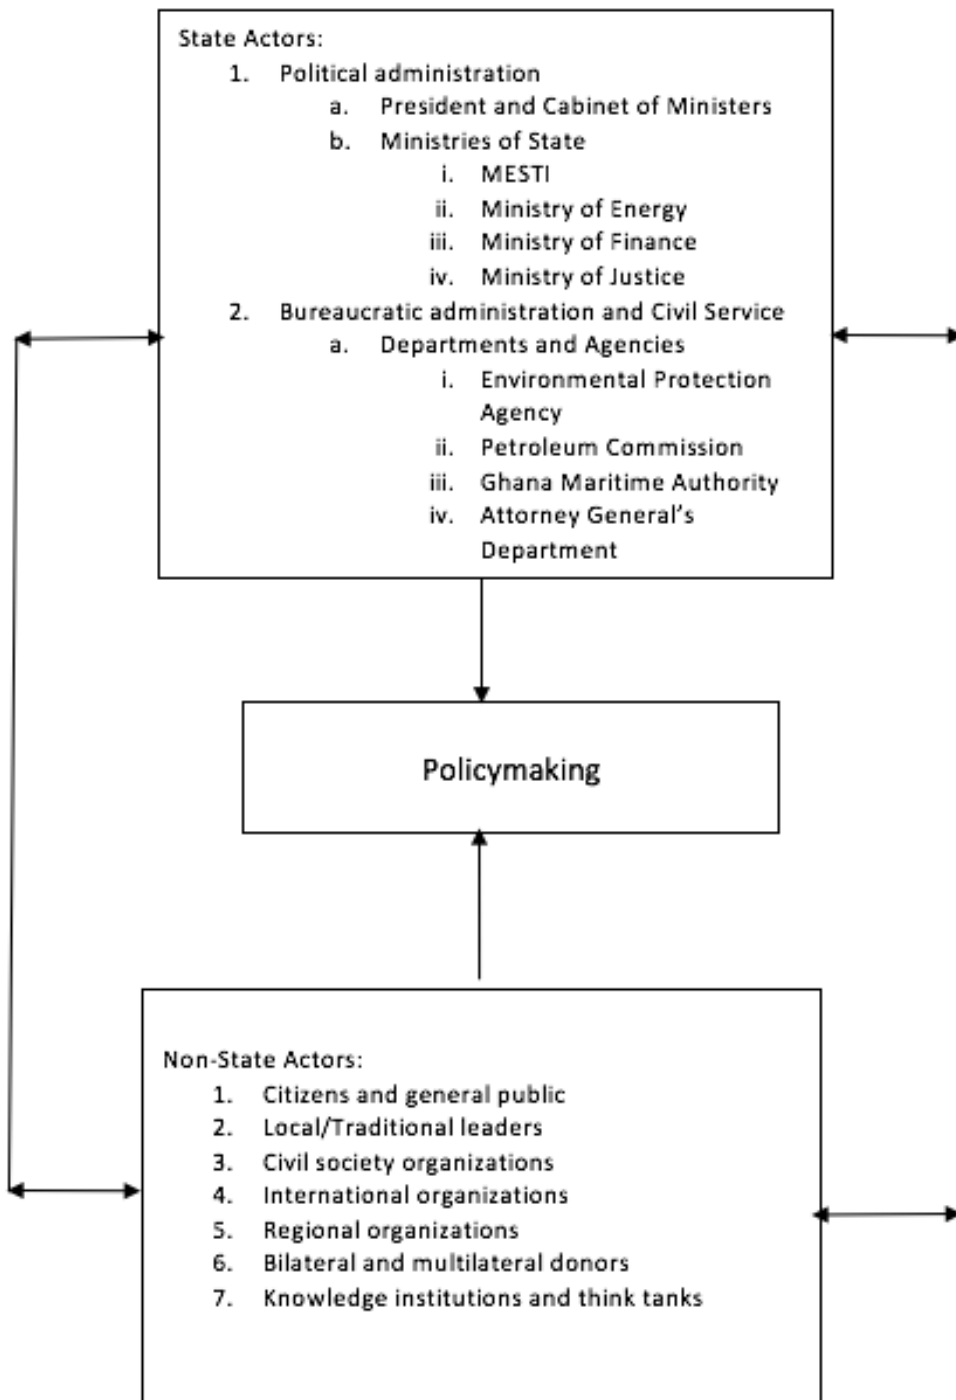 State Actors:
1. Political administration
a. President and Cabinet of Ministers
b. Ministries of State
i. MESTI
ii. Ministry of Energy
iii. Ministry of Finance
iv. Ministry of Justice
2. Bureaucratic administration and Civil Service
a. Departments and Agencies
i. Environmental Protection
Agency
ii. Petroleum Commission
iii. Ghana Maritime Authority
iv. Attorney General’s
Department
Policymaking
Non-State Actors:
1. Citizens and general public
2. Local/Traditional leaders
3. Civil society organizations
4. International organizations
5. Regional organizations
6. Bilateral and multilateral donors
7. Knowledge institutions and think tanks